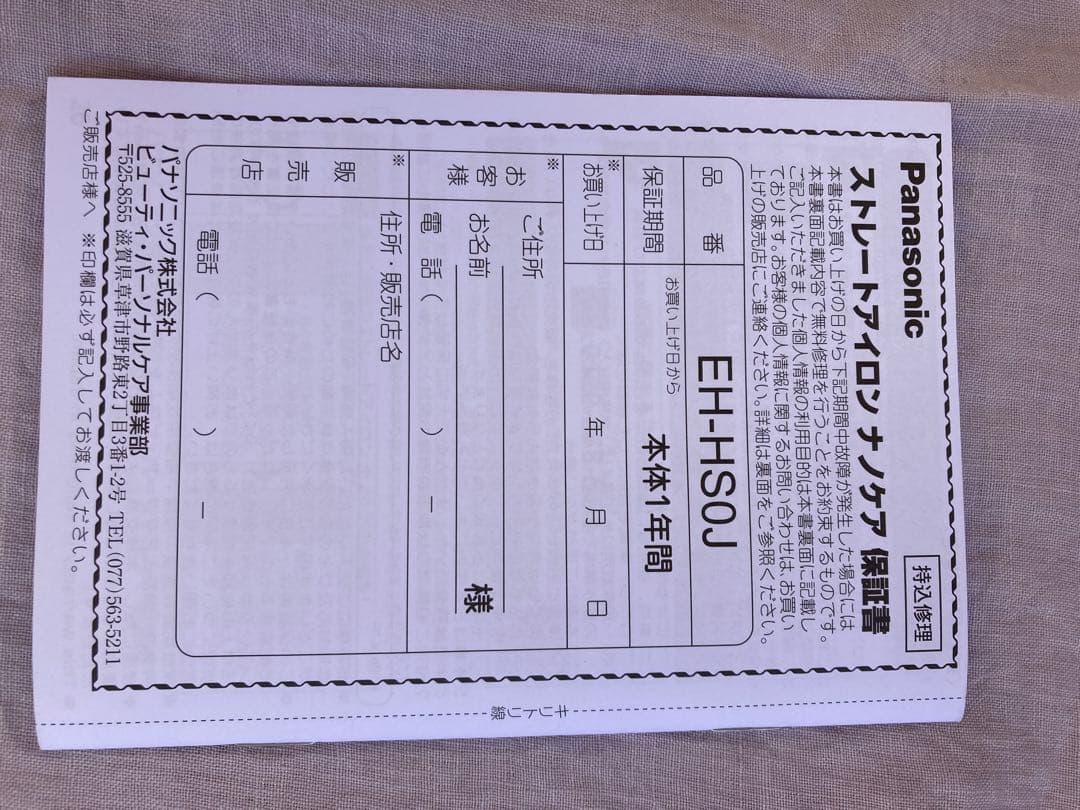 Panasonic
持込修理
ストレートアイロン ナノケア 保証書
本書はお買い上げの日から下記期間中故障が発生した場合には
本書裏面記載内容で無料修理を行うことをお約束するものです。
ご記入いただきました個人情報の利用目的は本書裏面に記載し
ております。お客様の個人情報に関するお問い合わせは、お買い
上げの販売店にご連絡ください。詳細は裏面をご参照ください。
品番 EH-HS0J
保証期間 お買い上げ日から 本体1年間
※お買い上げ日 年 月 日
※お客様 ご住所
お名前 様
電話( ) −
※販売店 住所・販売店名
電話( ) −
パナソニック株式会社
ビューティ・パーソナルケア事業部
〒525-8555 滋賀県草津市野路東2丁目3番1-2号 TEL (077)563-5211
ご販売店様へ ※印欄は必ず記入してお渡しください。
キリトリ線